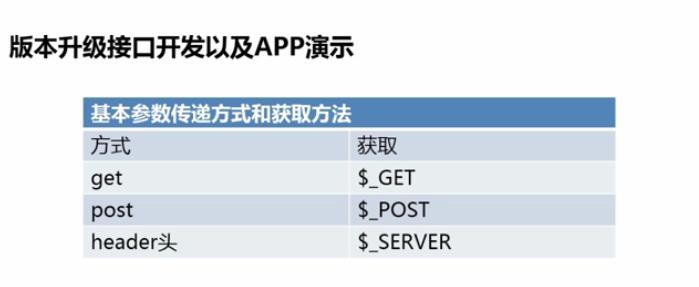 版本升级接口开发以及APP演示
基本参数传递方式和获取方法
方式 获取
get $_GET
post $_POST
header头 $_SERVER